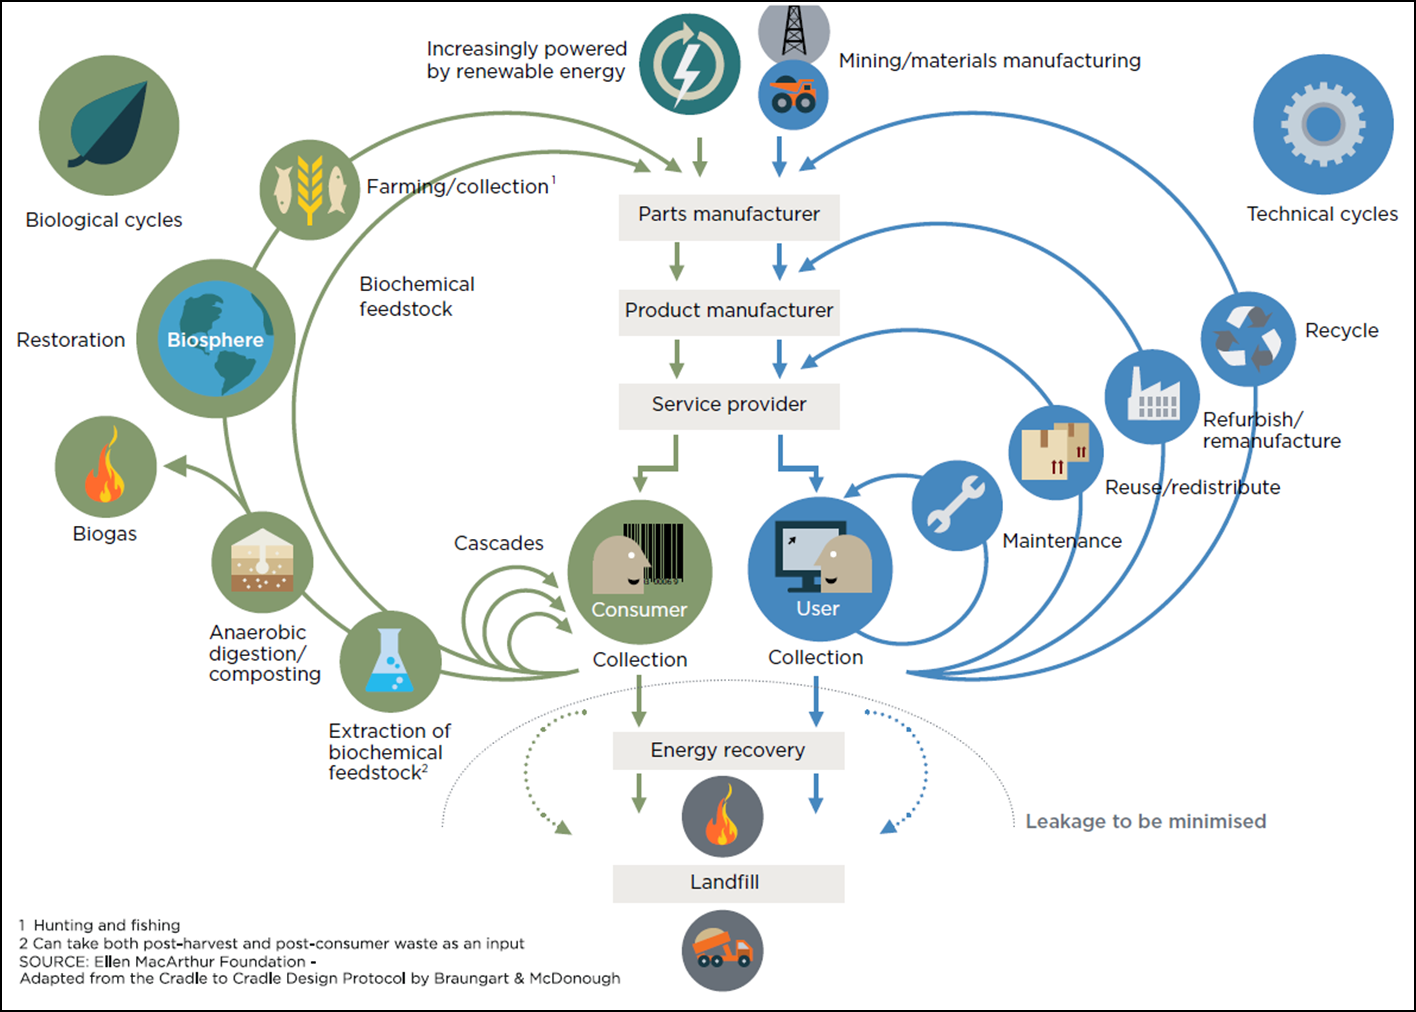 Increasingly powered
by renewable energy
Mining/materials manufacturing
Biological cycles
Technical cycles
Farming/collection1
Parts manufacturer
Biochemical
feedstock
Restoration
Biosphere
Product manufacturer
Recycle
Service provider
Refurbish/
remanufacture
Reuse/redistribute
Biogas
Cascades
Maintenance
Consumer
User
Anaerobic
digestion/
composting
Collection
Collection
Extraction of
biochemical
feedstock2
Energy recovery
Leakage to be minimised
Landfill
1 Hunting and fishing
2 Can take both post-harvest and post-consumer waste as an input
SOURCE: Ellen MacArthur Foundation -
Adapted from the Cradle to Cradle Design Protocol by Braungart & McDonough